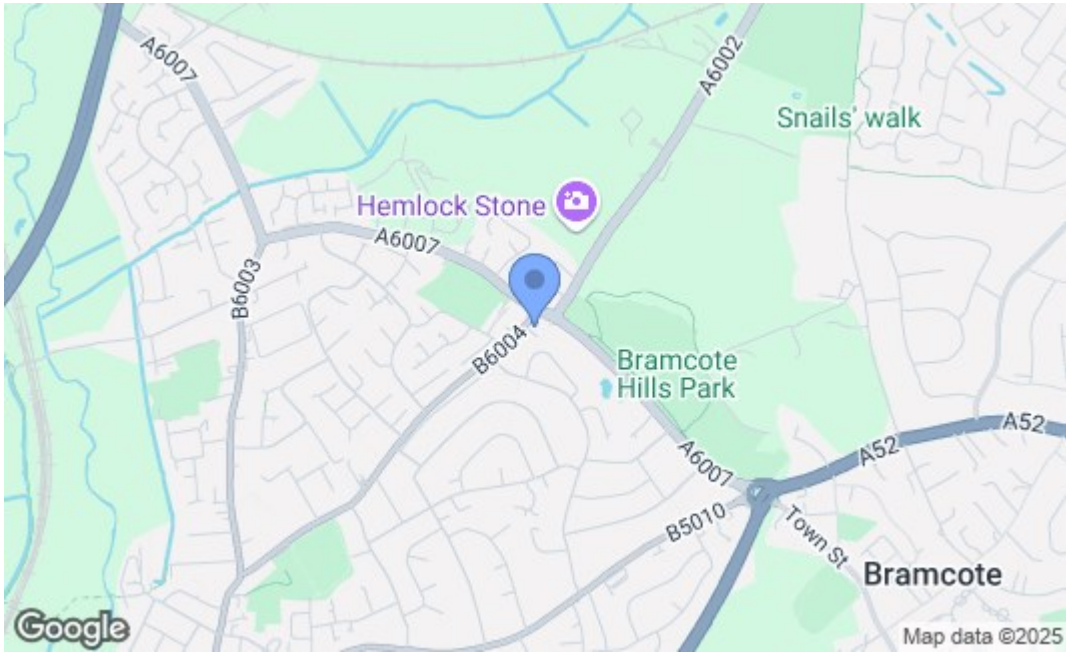 A6007
A6002
Snails' walk
Hemlock Stone
A6007
B6003
B6004
Bramcote
Hills Park
A6007
A52
A52
B5010
Town St
Bramcote
Google
Map data ©2025